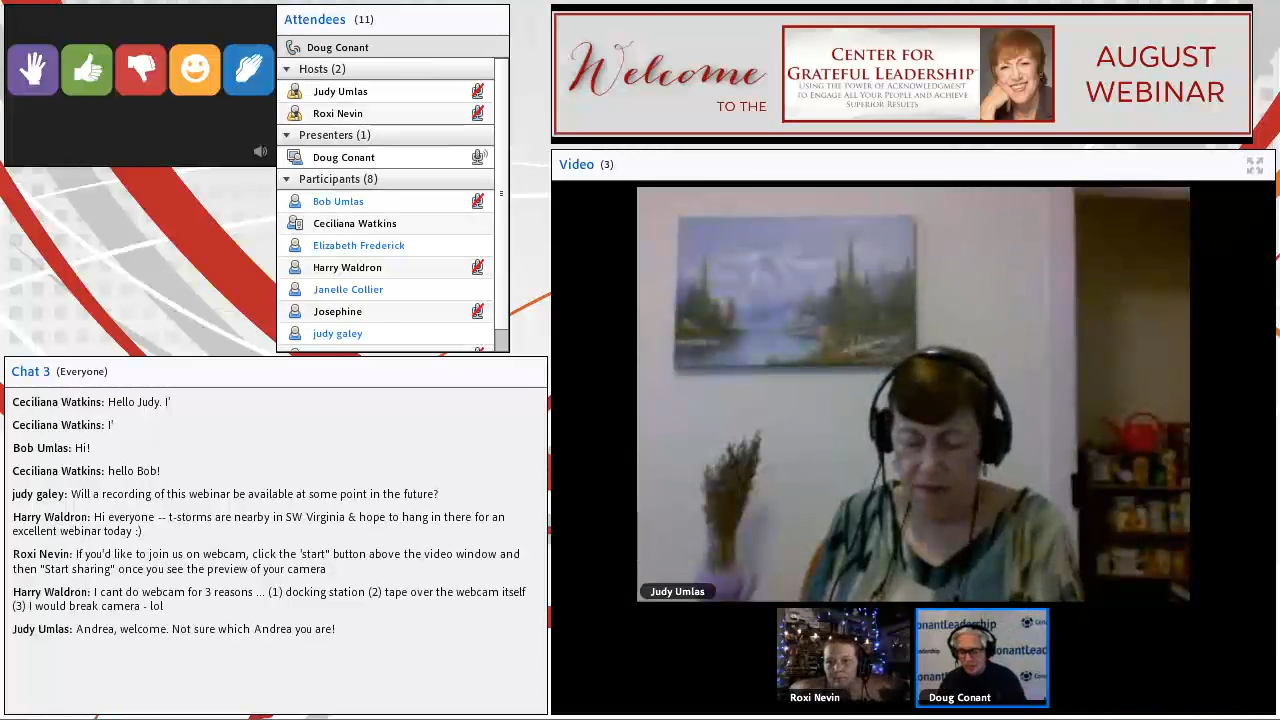 Attendees (11)
Doug Conant
Hosts
Judy Umlas
Roxi Nevin
Presenters (1)
Doug Conant
Participants (8)
Bob Umlas
Ceciliana Watkins
Elizabeth Frederick
Harry Waldron
Janelle Collier
Josephine
judy galey
Chat 3 (Everyone)
Ceciliana Watkins: Hello Judy. I'
Ceciliana Watkins: I'
Bob Umlas: Hi!
Ceciliana Watkins: hello Bob!
judy galey: Will a recording of this webinar be available at some point in the future?
Harry Waldron: Hi everyone -- t-storms are nearby in SW Virginia & hope to hang in there for an
excellent webinar today :)
Roxi Nevin: If you'd like to join us on webcam, click the 'start" button above the video window and
then "Start sharing" once you see the preview of your
camera
Harry Waldron: I cant do webcam for 3 reasons ... (1) dont own on (2) tape over the webcam itself
(3) I would break camera - lol
Judy Umlas: Andrea, welcome. Not sure which Andrea you are
Welcome
TO THE
CENTER FOR
GRATEFUL LEADERSHIP
USING THE POWER OF ACKNOWLEDGMENT
TO ENGAGE ALL YOUR PEOPLE AND ACHIEVE
SUPERIOR RESULTS
AUGUST
WEBINAR
Video (3)
Judy Umlas
Roxi Nevin
onantLeadership
Cona
eadership
onantLead
Cona
Doug Conant